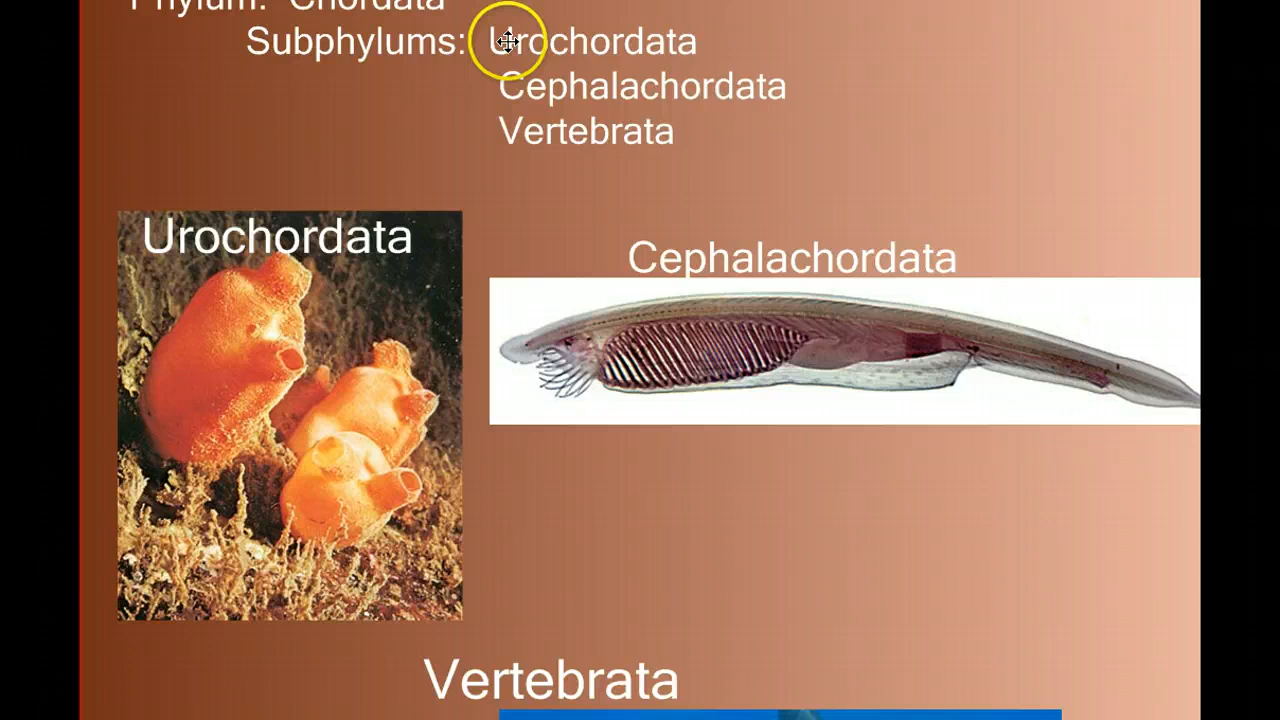 Phylum: Chordata
Subphylums: Urochordata
Cephalachordata
Vertebrata
Urochordata
Cephalachordata
Vertebrata